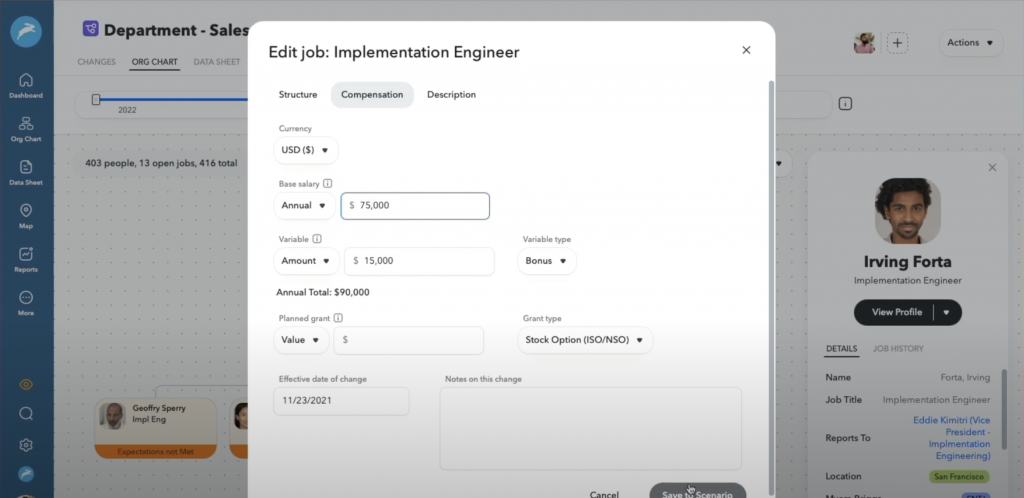 Department - Sales
CHANGES
ORG CHART
DATA SHEET
Actions
2022
403 people, 13 open jobs, 416 total
Dashboard
Org Chart
Data Sheet
Map
Reports
More
Edit job: Implementation Engineer
Structure
Compensation
Description
Currency
USD ($)
Base salary
Annual
$ 75,000
Variable
Variable type
Amount
$ 15,000
Bonus
Annual Total: $90,000
Planned grant
Grant type
Value
$
Stock Option (ISO/NSO)
Effective date of change
Notes on this change
11/23/2021
Cancel
Save to Scenario
Geoffry Sperry
Impl Eng
Expectations not Met
Irving Forta
Implementation Engineer
View Profile
DETAILS
JOB HISTORY
Name
Forta, Irving
Job Title
Implementation Engineer
Reports To
Eddie Kimitri (Vice
President -
Implmentation
Engineering)
Location
San Francisco